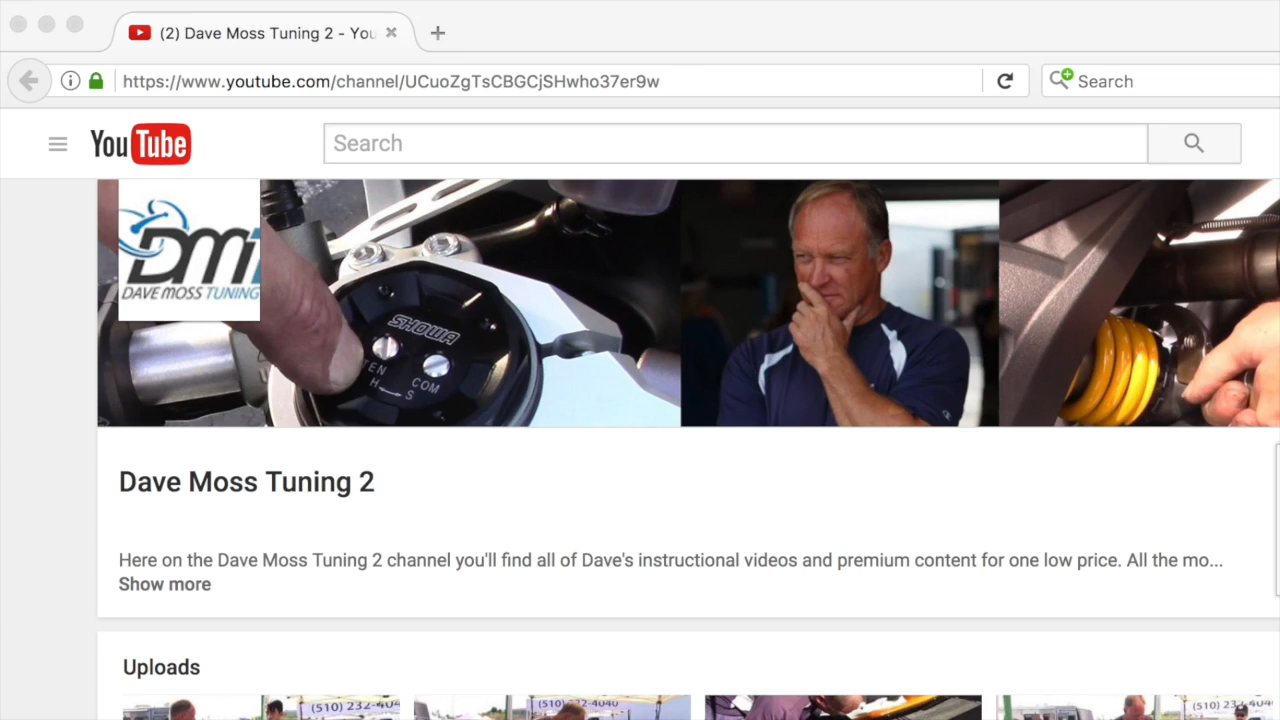 (2) Dave Moss Tuning 2 - You
https://www.youtube.com/channel/UCuoZgTsCBGCjSHwho37er9w
Search
YouTube
Search
DMT
DAVE MOSS TUNING
SHOWA
TEN COM
H S
Dave Moss Tuning 2
Here on the Dave Moss Tuning 2 channel you'll find all of Dave's instructional videos and premium content for one low price. All the mo...
Show more
Uploads
(510) 232-404
(510) 232-4040
(510) 232-404